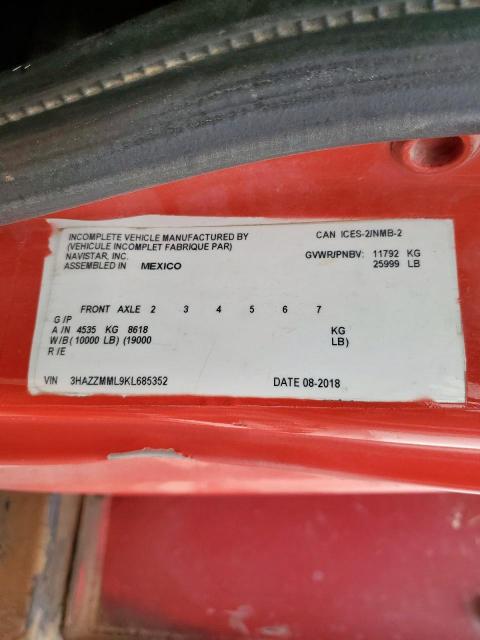 INCOMPLETE VEHICLE MANUFACTURED BY
(VEHICULE INCOMPLET FABRIQUE PAR)
NAVISTAR, INC.
ASSEMBLED IN MEXICO
CAN ICES-2/NMB-2
GVWR/PNBV: 11792 KG
25999 LB
FRONT AXLE 2 3 4 5 6 7
G /P
A /N 4535 KG 8618 KG
W/B( 10000 LB) (19000 LB)
R /E
VIN 3HAZZMML9KL685352 DATE 08-2018